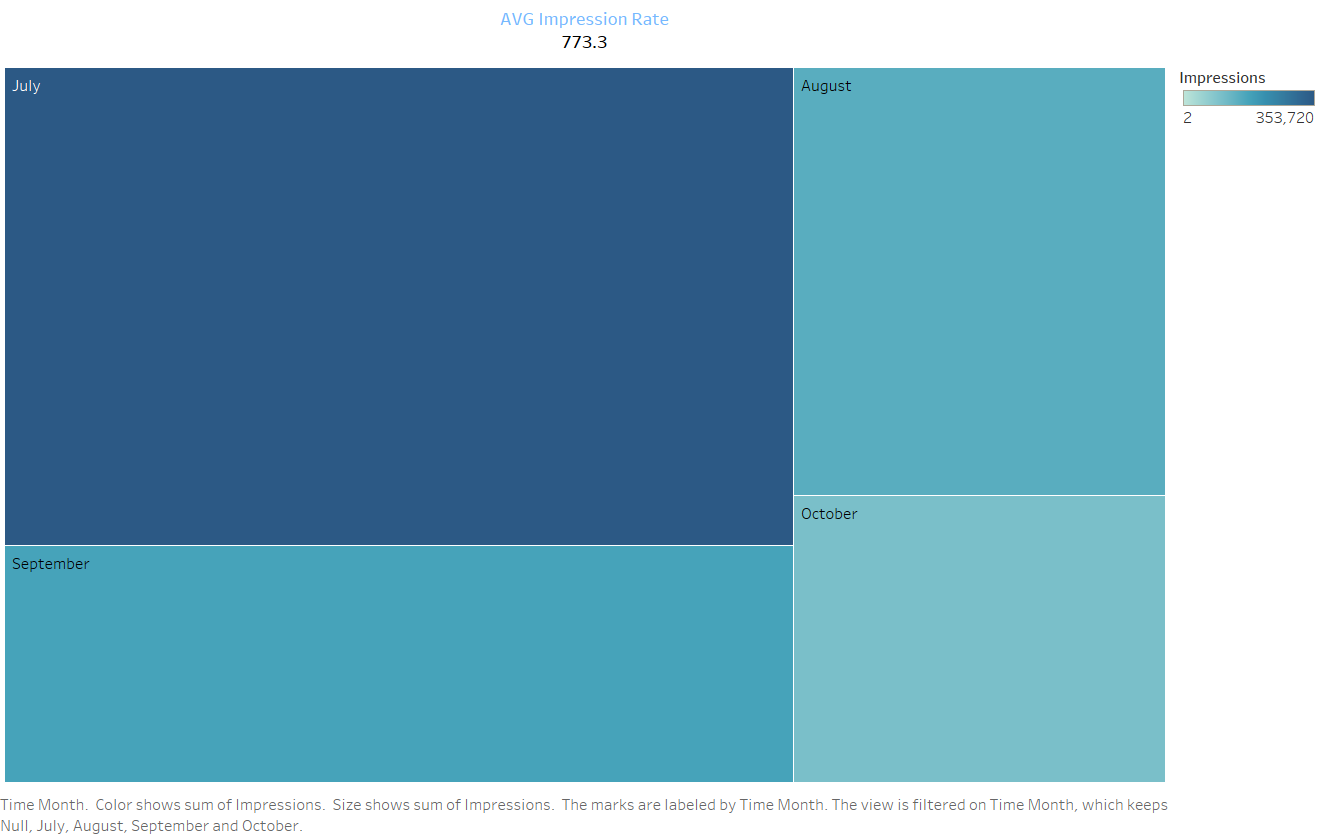 AVG Impression Rate
773.3
July
August
Impressions
2 353,720
October
September
Time Month. Color shows sum of Impressions. Size shows sum of Impressions. The marks are labeled by Time Month. The view is filtered on Time Month, which keeps
Null, July, August, September and October.